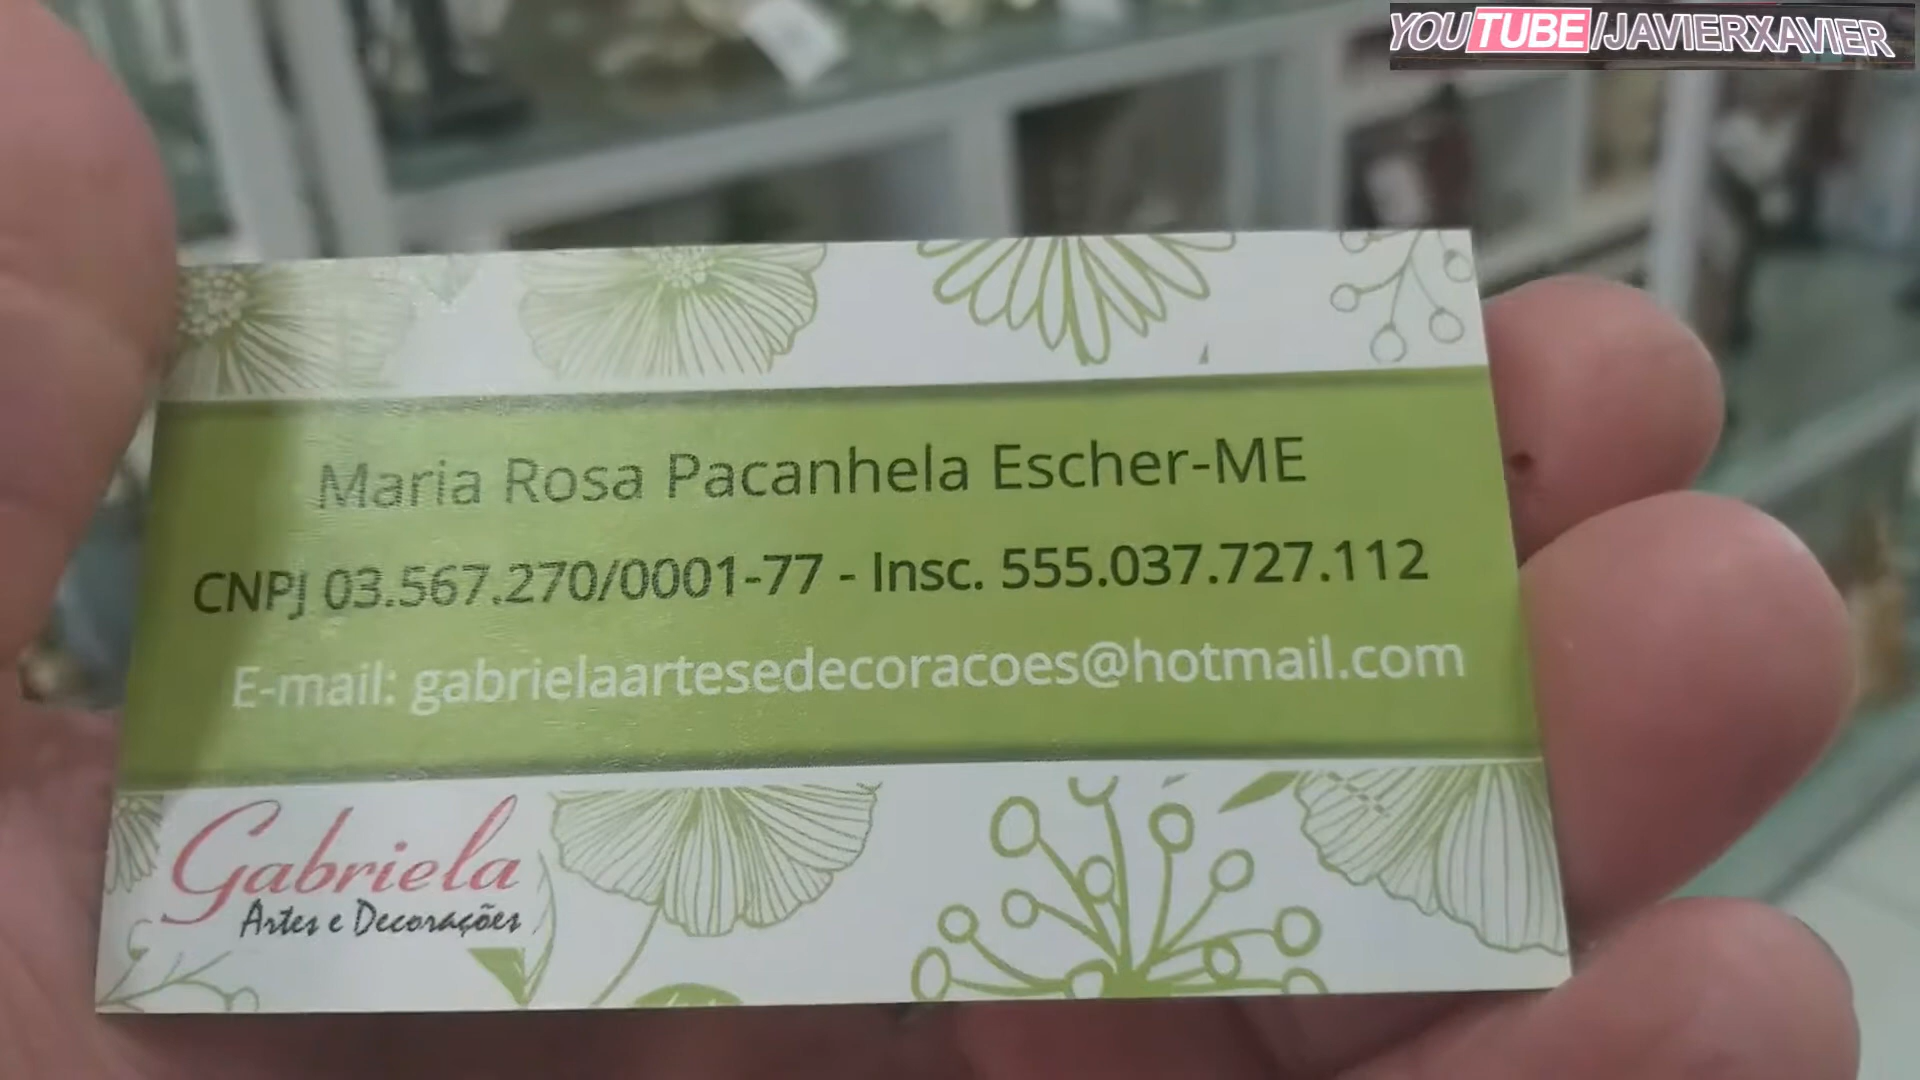 YOUTUBE/JAVIERXAVIER
Maria Rosa Pacanhela Escher-ME
CNPJ 03.567.270/0001-77 - Insc. 555.037.727.112
E-mail: gabrielaartesedecoracoes@hotmail.com
Gabriela
Artes e Decorações